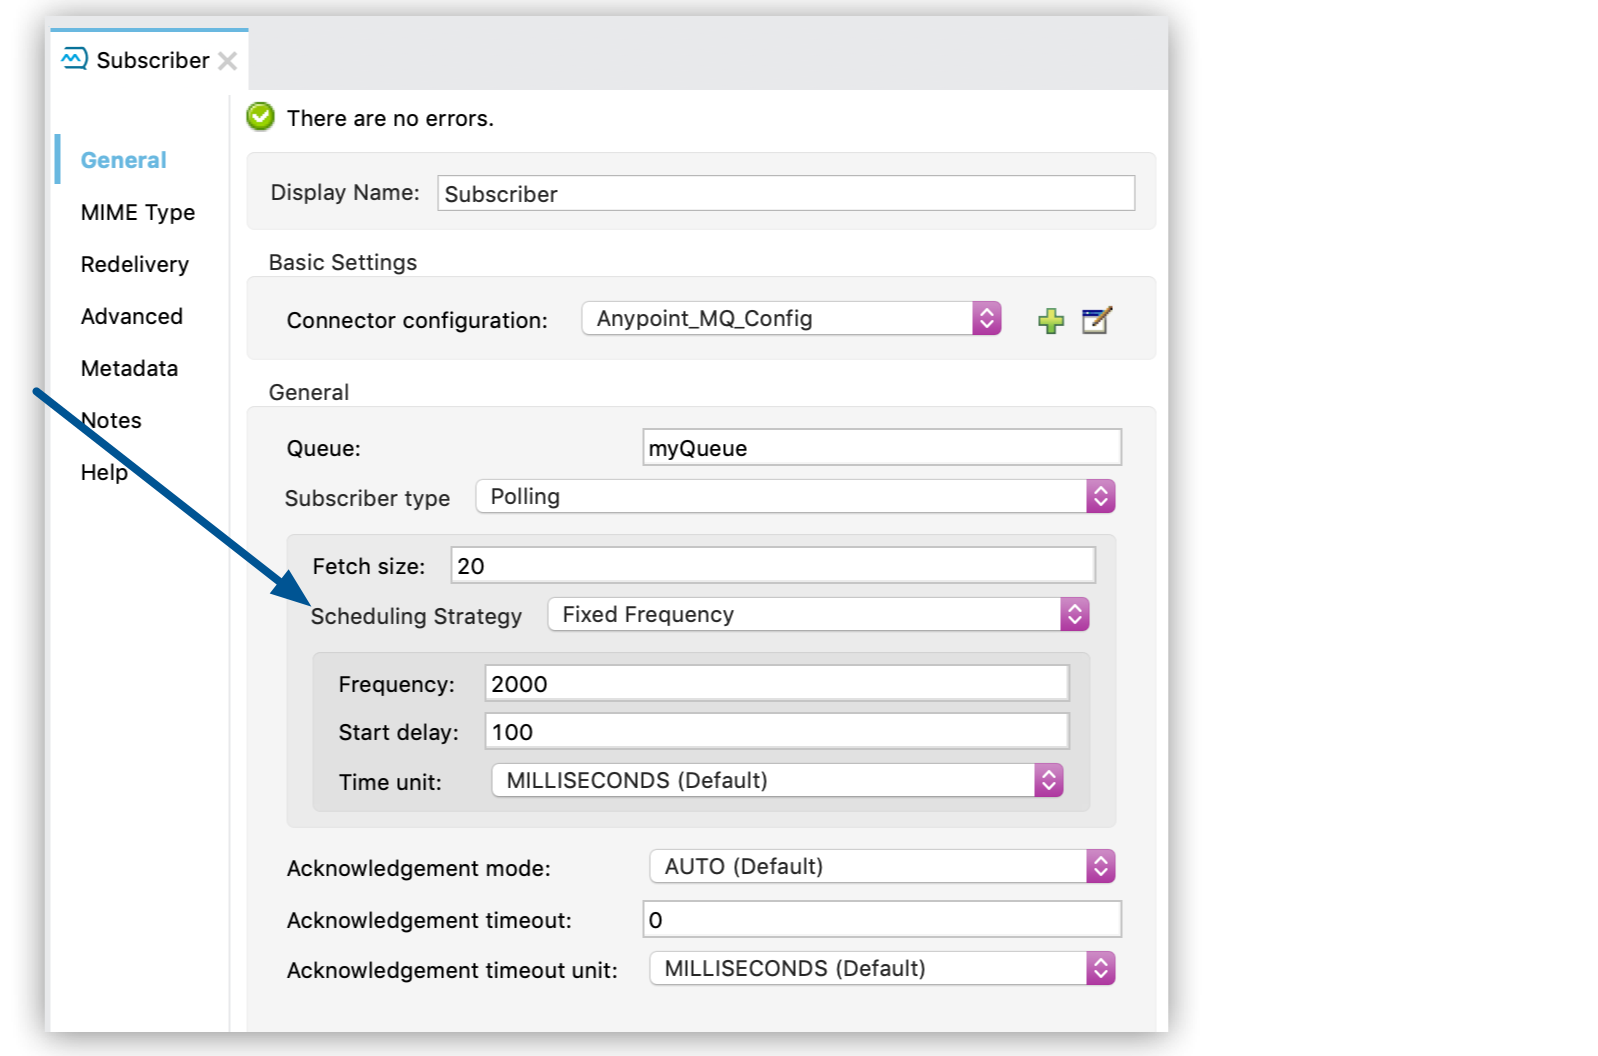 Subscriber
General
MIME Type
Redelivery
Advanced
Metadata
Notes
Help
There are no errors.
Display Name: Subscriber
Basic Settings
Connector configuration: Anypoint_MQ_Config
General
Queue: myQueue
Subscriber type Polling
Fetch size: 20
Scheduling Strategy Fixed Frequency
Frequency: 2000
Start delay: 100
Time unit: MILLISECONDS (Default)
Acknowledgement mode: AUTO (Default)
Acknowledgement timeout: 0
Acknowledgement timeout unit: MILLISECONDS (Default)